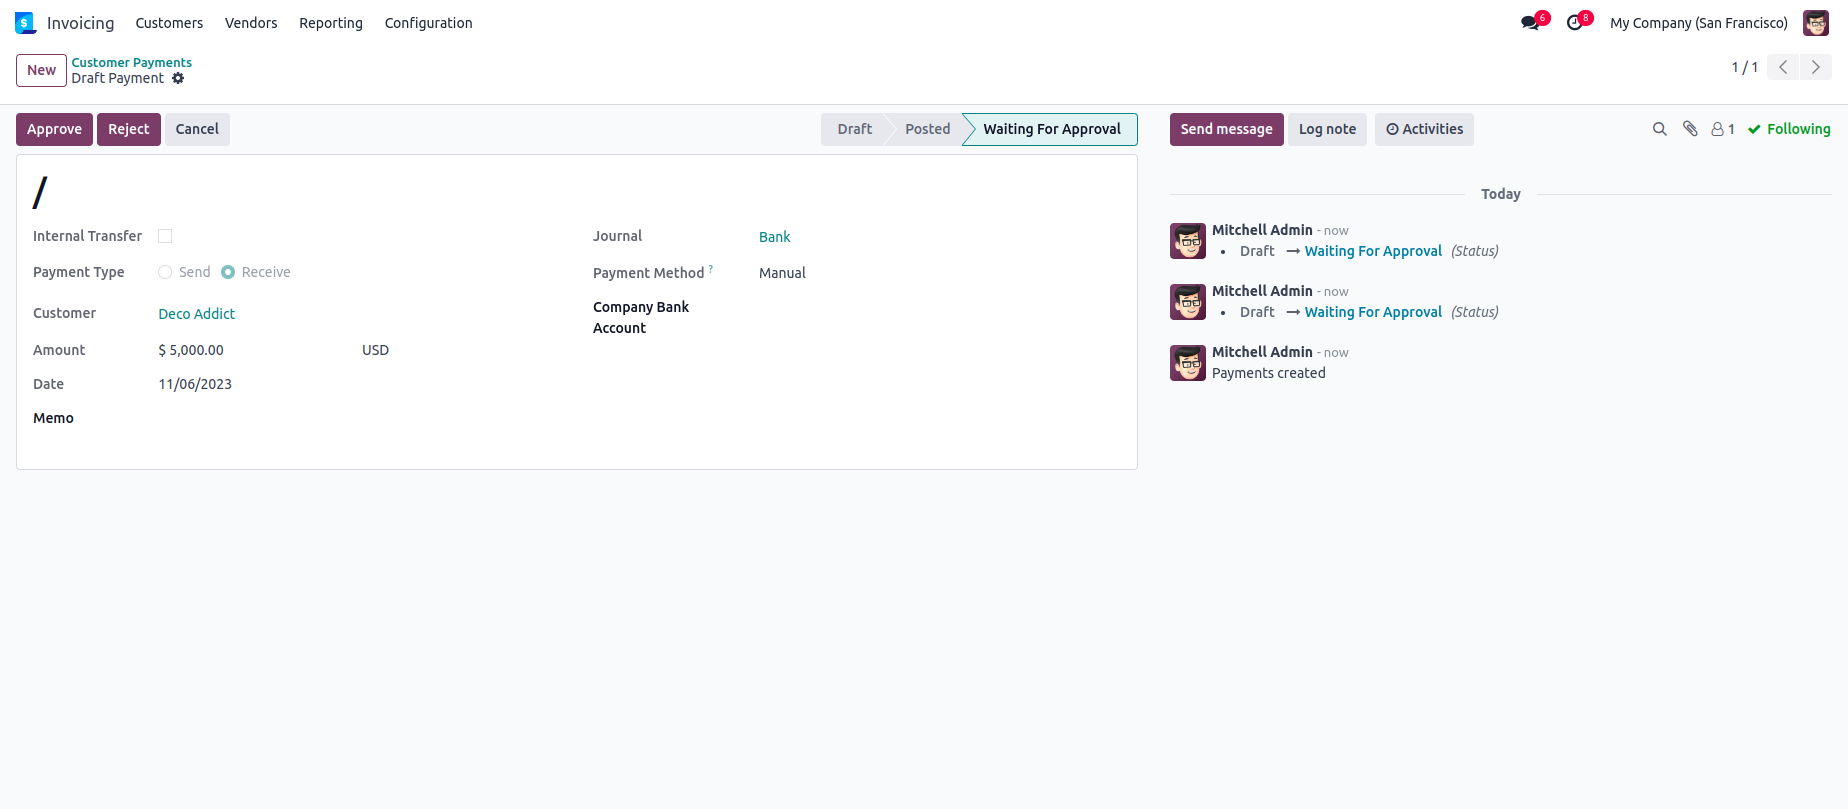 Invoicing Customers Vendors Reporting Configuration 6 8 My Company (San Francisco)
New Customer Payments
Draft Payment
1 / 1
Approve Reject Cancel Draft Posted Waiting For Approval Send message Log note Activities 1 Following
/
Internal Transfer
Payment Type Send Receive
Customer Deco Addict
Amount $ 5,000.00 USD
Date 11/06/2023
Memo
Journal Bank
Payment Method ? Manual
Company Bank
Account
Today
Mitchell Admin - now
• Draft → Waiting For Approval (Status)
Mitchell Admin - now
• Draft → Waiting For Approval (Status)
Mitchell Admin - now
Payments created